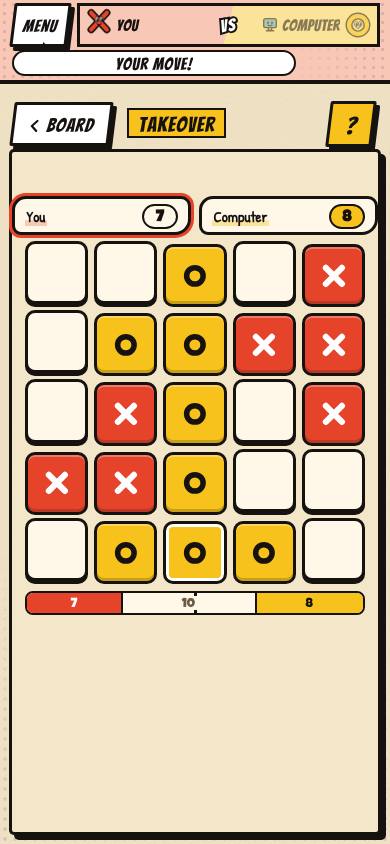 MENU
YOU
VS
COMPUTER
YOUR MOVE!
< BOARD
TAKEOVER
?
You
7
Computer
8
7
10
8